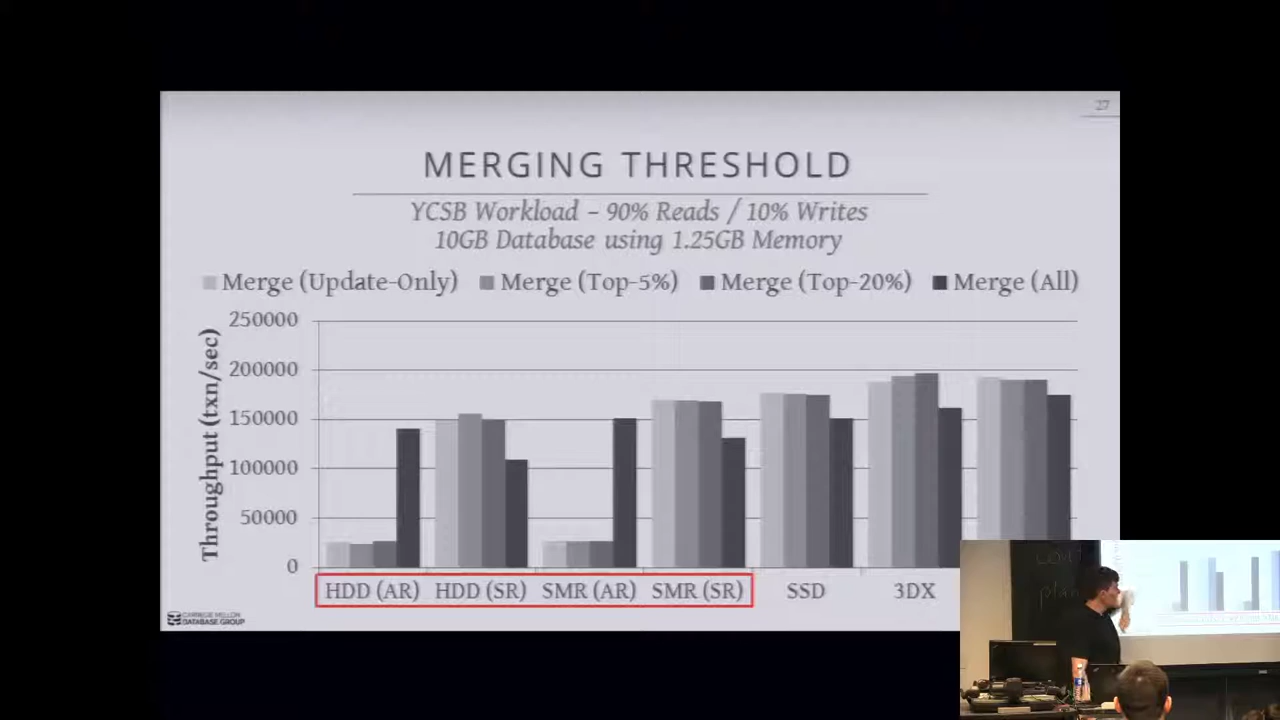 27
MERGING THRESHOLD
YCSB Workload – 90% Reads / 10% Writes
10GB Database using 1.25GB Memory
Merge (Update-Only) Merge (Top-5%) Merge (Top-20%) Merge (All)
Throughput (txn/sec)
250000
200000
150000
100000
50000
0
HDD (AR) HDD (SR) SMR (AR) SMR (SR) SSD 3DX
CARNEGIE MELLON
DATABASE GROUP